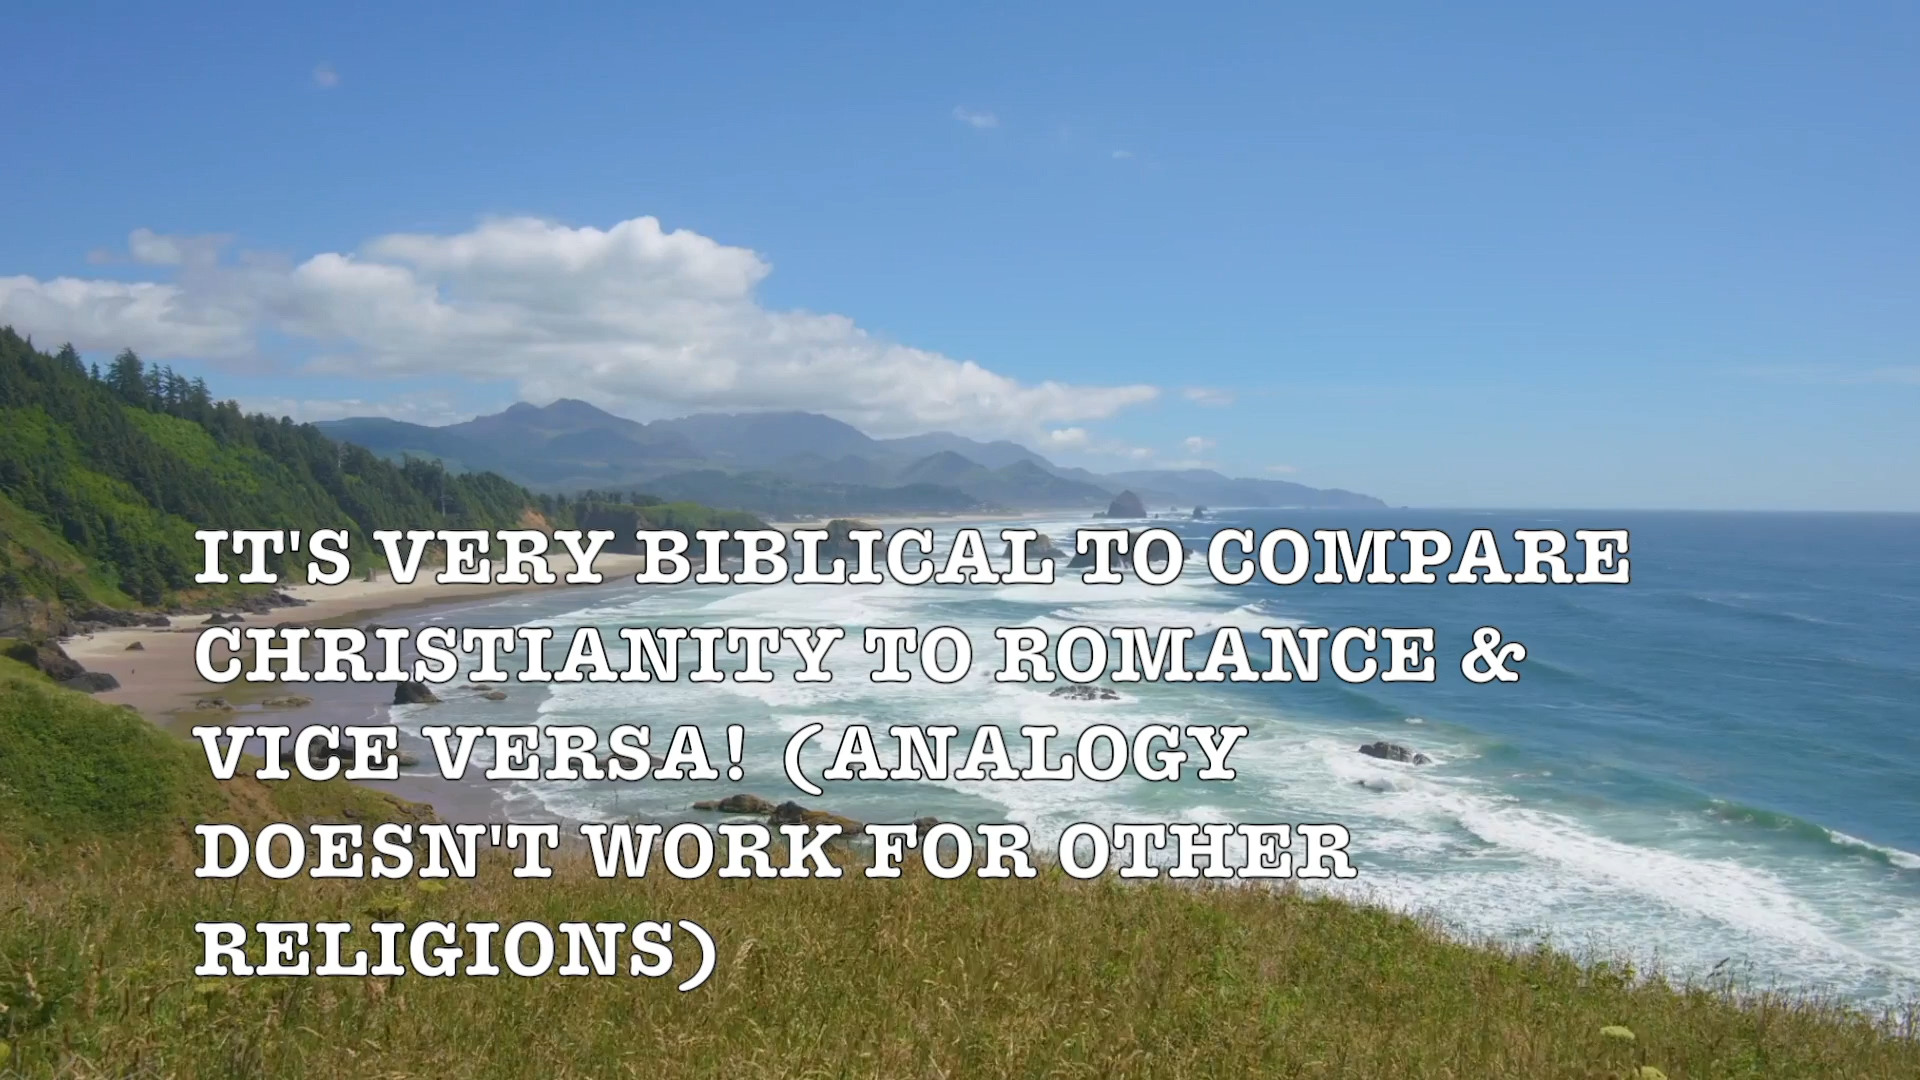 IT'S VERY BIBLICAL TO COMPARE
CHRISTIANITY TO ROMANCE &
VICE VERSA! (ANALOGY
DOESN'T WORK FOR OTHER
RELIGIONS)